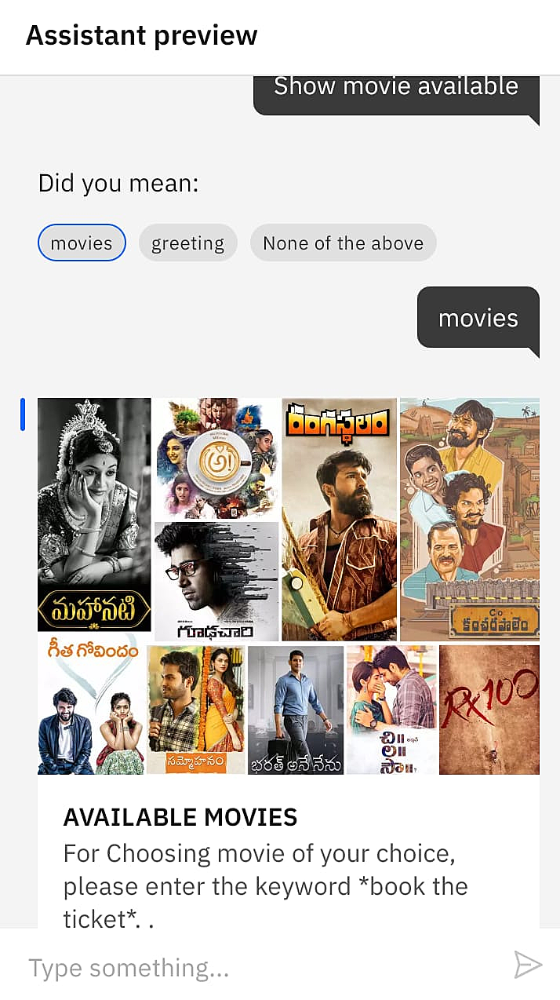 Assistant preview
Show movie available
Did you mean:
movies
greeting
None of the above
movies
మహానటి
అ!
గూఢచారి
రంగస్థలం
C/o
కంచరపాలెం
గీత గోవిందం
సమ్మోహనం
భరత్ అనే నేను
చి॥
ల॥
సౌ॥
RX 100
AVAILABLE MOVIES
For Choosing movie of your choice,
please enter the keyword *book the
ticket*. .
Type something...